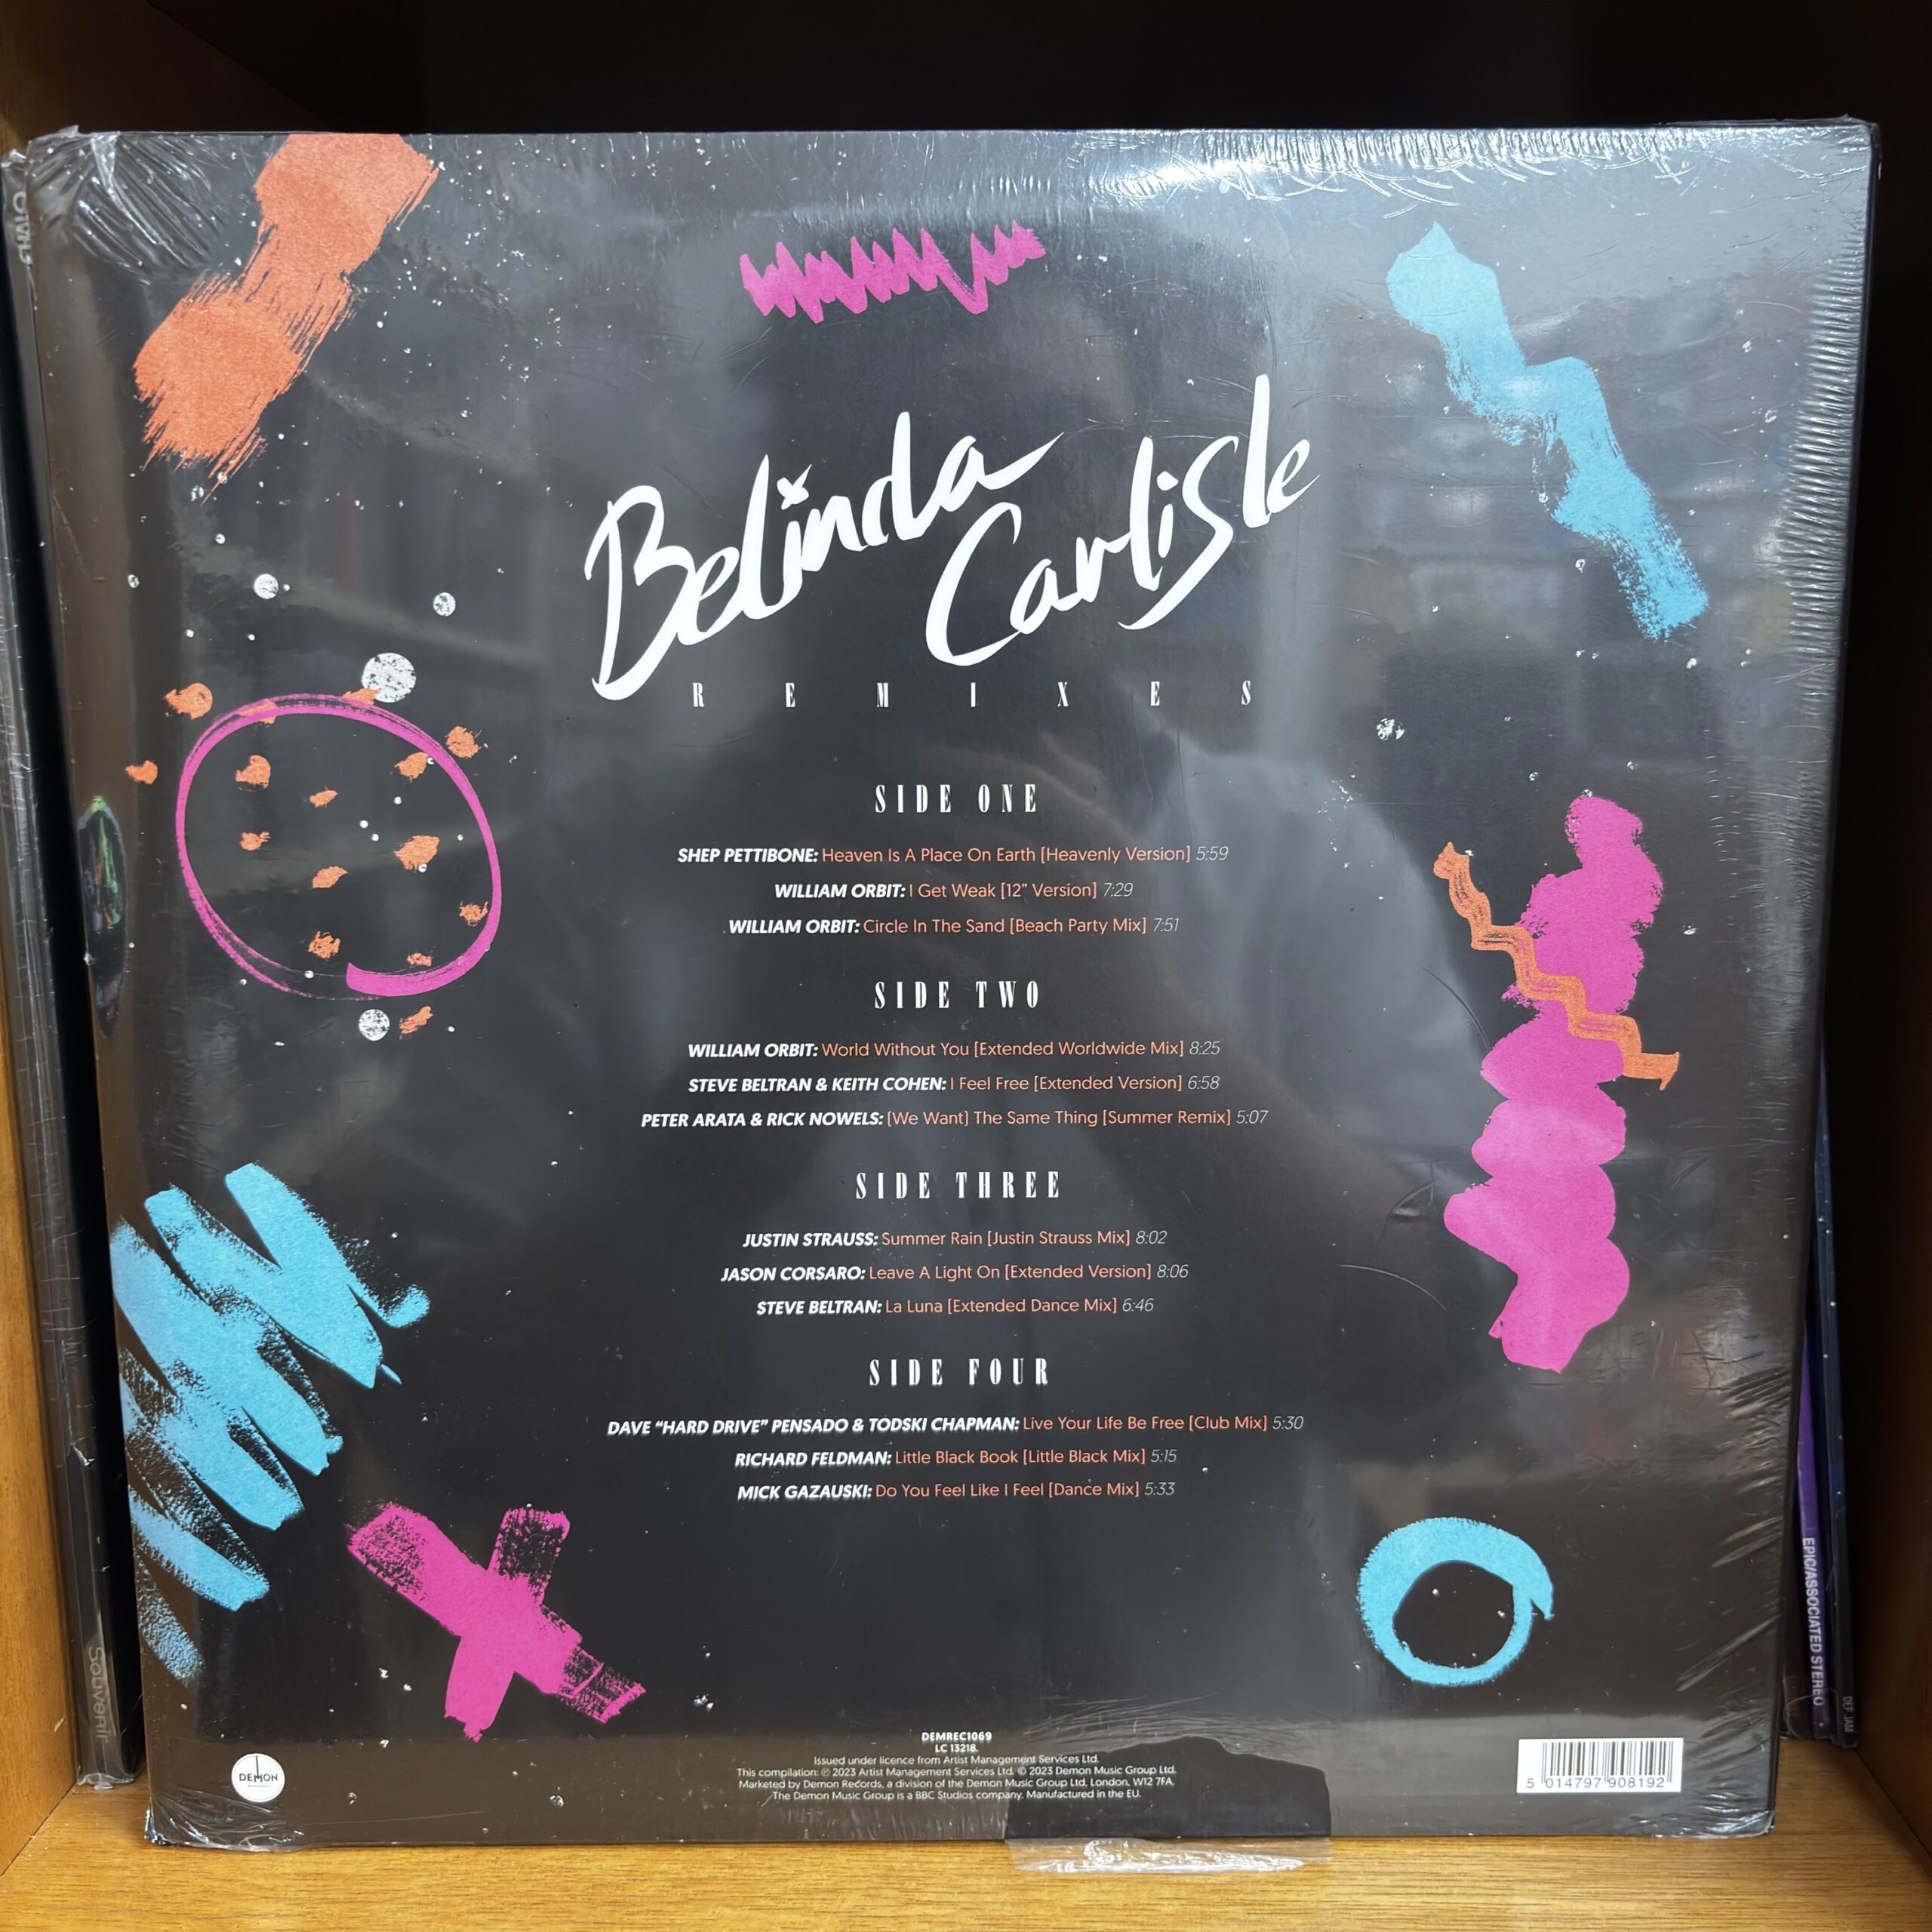 Belinda
Carlisle
REMIXES
SIDE ONE
SHEP PETTIBONE: Heaven Is A Place On Earth [Heavenly Version] 5:59
WILLIAM ORBIT: I Get Weak [12” Version] 7:29
WILLIAM ORBIT: Circle In The Sand [Beach Party Mix] 7:51
SIDE TWO
WILLIAM ORBIT: World Without You [Extended Worldwide Mix] 8:25
STEVE BELTRAN & KEITH COHEN: I Feel Free [Extended Version] 6:58
PETER ARATA & RICK NOWELS: (We Want) The Same Thing [Summer Remix] 5:07
SIDE THREE
JUSTIN STRAUSS: Summer Rain [Justin Strauss Mix] 8:02
JASON CORSARO: Leave A Light On [Extended Version] 8:06
STEVE BELTRAN: La Luna [Extended Dance Mix] 6:46
SIDE FOUR
DAVE “HARD DRIVE” PENSADO & TODSKI CHAPMAN: Live Your Life Be Free [Club Mix] 5:30
RICHARD FELDMAN: Little Black Book [Little Black Mix] 5:15
MICK GAZAUSKI: Do You Feel Like I Feel [Dance Mix] 5:33
DEMREC1069
LC 13218.
Issued under licence from Artist Management Services Ltd.
This compilation: ℗ 2023 Artist Management Services Ltd. © 2023 Demon Music Group Ltd.
Marketed by Demon Records, a division of the Demon Music Group Ltd, London, W12 7FA.
The Demon Music Group is a BBC Studios company. Manufactured in the EU.
DEMON
RECORDS
5 014797 908192
Souvenir
EPIC/ASSOCIATED STEREO
DEF JAM